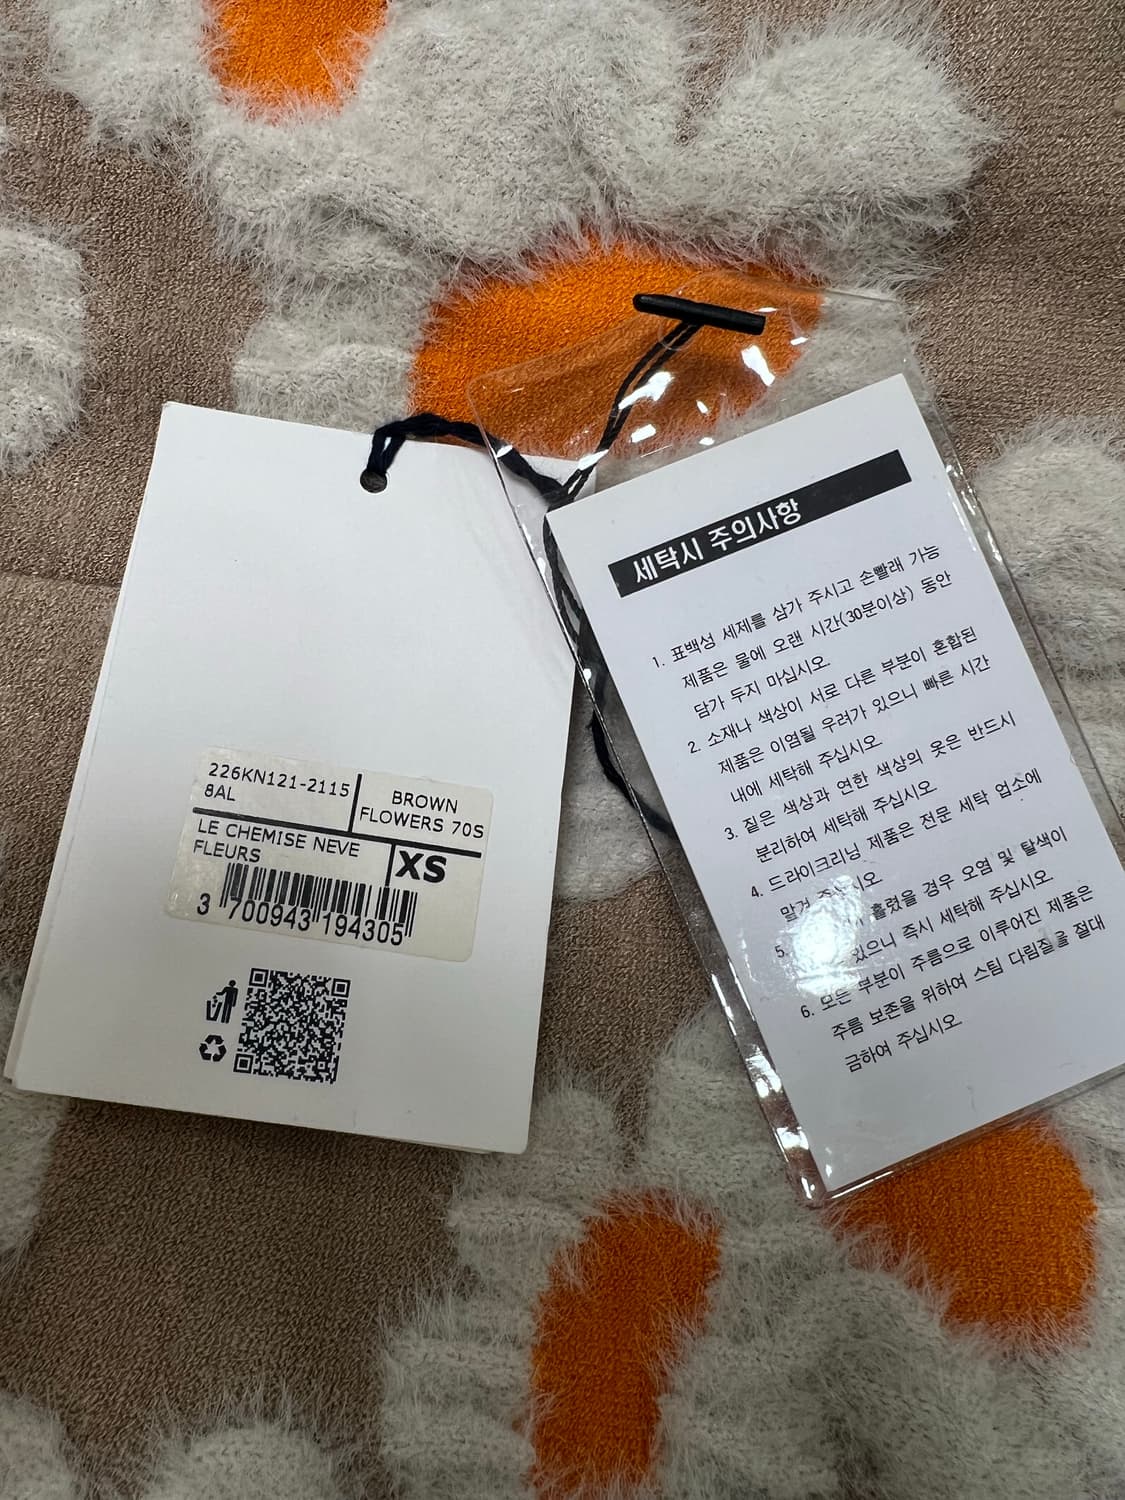 226KN121-2115
8AL
BROWN
FLOWERS 70S
LE CHEMISE NEVE
FLEURS
XS
3 700943 194305
세탁시 주의사항
1. 표백성 세제를 삼가 주시고 손빨래 가능
제품은 물에 오랜 시간(30분이상) 동안
담가 두지 마십시오.
2. 소재나 색상이 서로 다른 부분이 혼합된
제품은 이염될 우려가 있으니 빠른 시간
내에 세탁해 주십시오.
3. 짙은 색상과 연한 색상의 옷은 반드시
분리하여 세탁해 주십시오.
4. 드라이크리닝 제품은 전문 세탁 업소에
맡겨
5. 흘렸을 경우 오염 및 탈색이
있으니 즉시 세탁해 주십시오.
6. 모든 부분이 주름으로 이루어진 제품은
주름 보존을 위하여 스팀 다림질을 절대
금하여 주십시오.